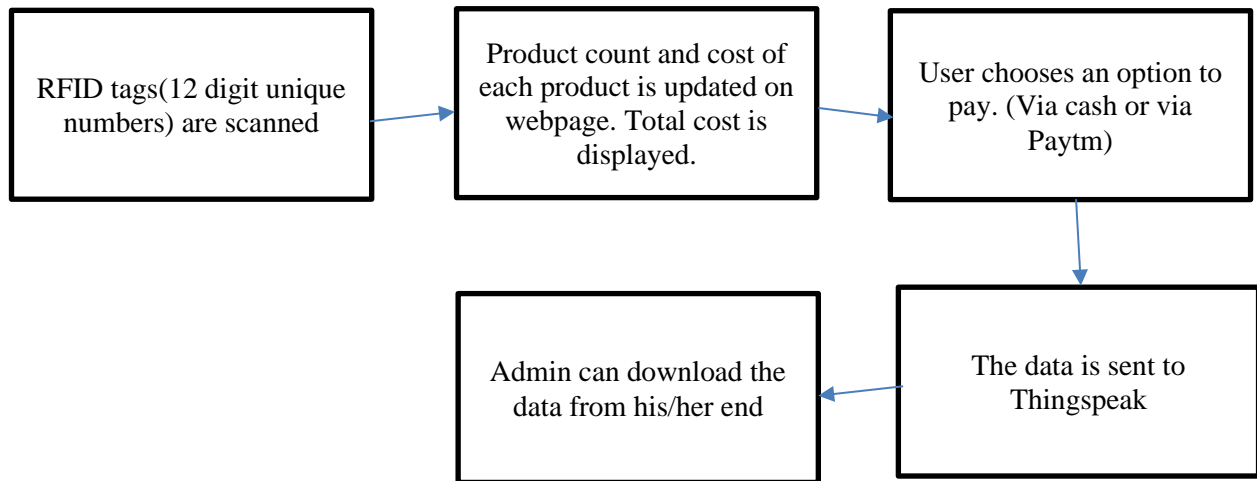 RFID tags(12 digit unique
numbers) are scanned
Product count and cost of
each product is updated on
webpage. Total cost is
displayed.
User chooses an option to
pay. (Via cash or via
Paytm)
The data is sent to
Thingspeak
Admin can download the
data from his/her end